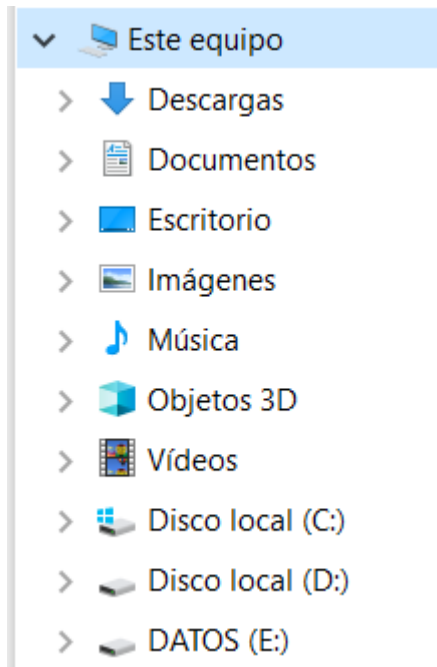 Este equipo
Descargas
Documentos
Escritorio
Imágenes
Música
Objetos 3D
Vídeos
Disco local (C:)
Disco local (D:)
DATOS (E:)